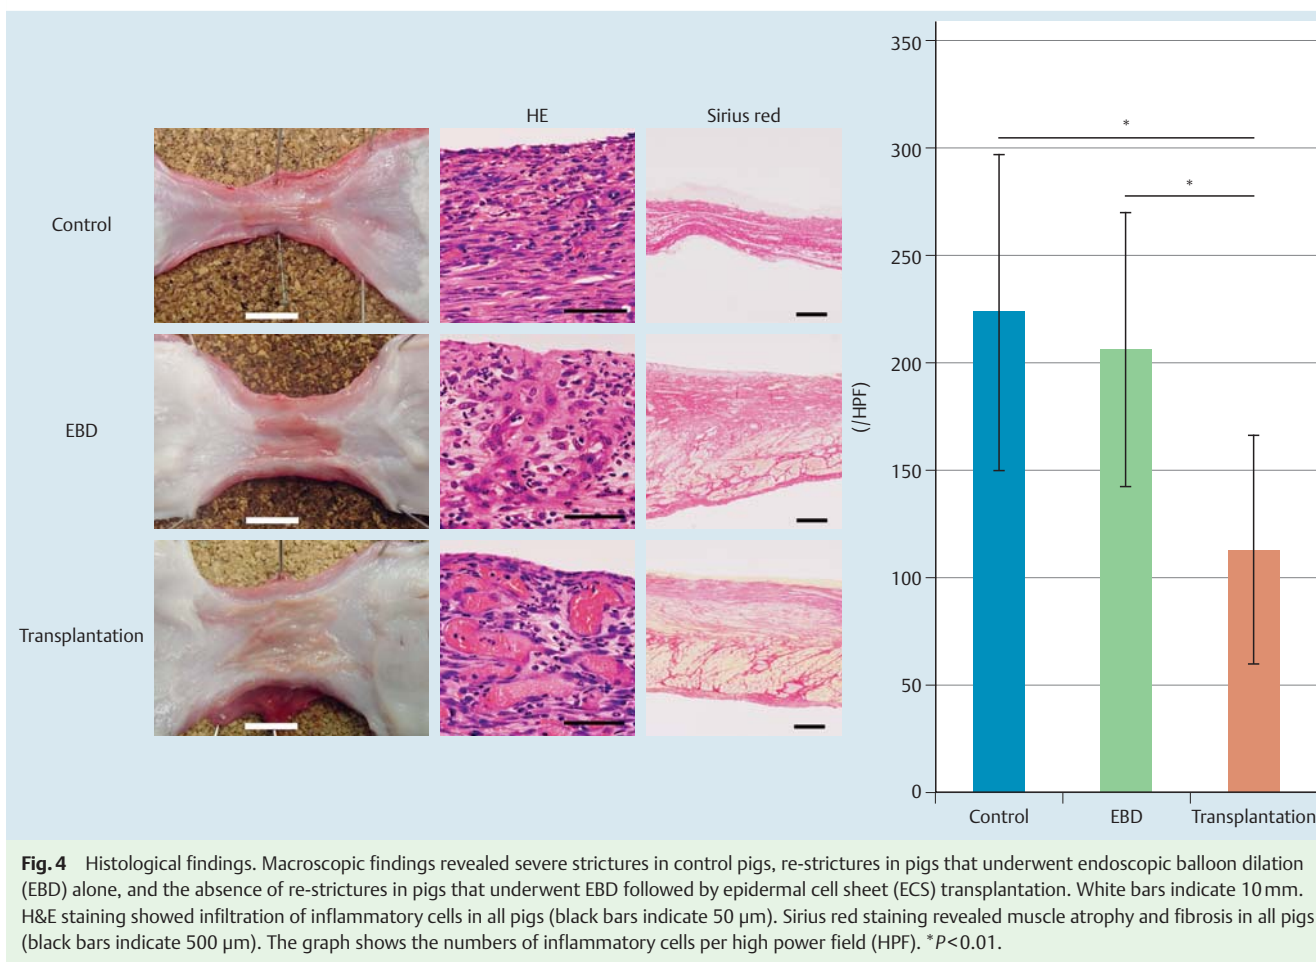 HE
Sirius red
Control
EBD
Transplantation
350
300
250
200
150
100
50
0
(/HPF)
*
*
Control
EBD
Transplantation
Fig. 4 Histological findings. Macroscopic findings revealed severe strictures in control pigs, re-strictures in pigs that underwent endoscopic balloon dilation
(EBD) alone, and the absence of re-strictures in pigs that underwent EBD followed by epidermal cell sheet (ECS) transplantation. White bars indicate 10 mm.
H&E staining showed infiltration of inflammatory cells in all pigs (black bars indicate 50 µm). Sirius red staining revealed muscle atrophy and fibrosis in all pigs
(black bars indicate 500 µm). The graph shows the numbers of inflammatory cells per high power field (HPF). *P<0.01.